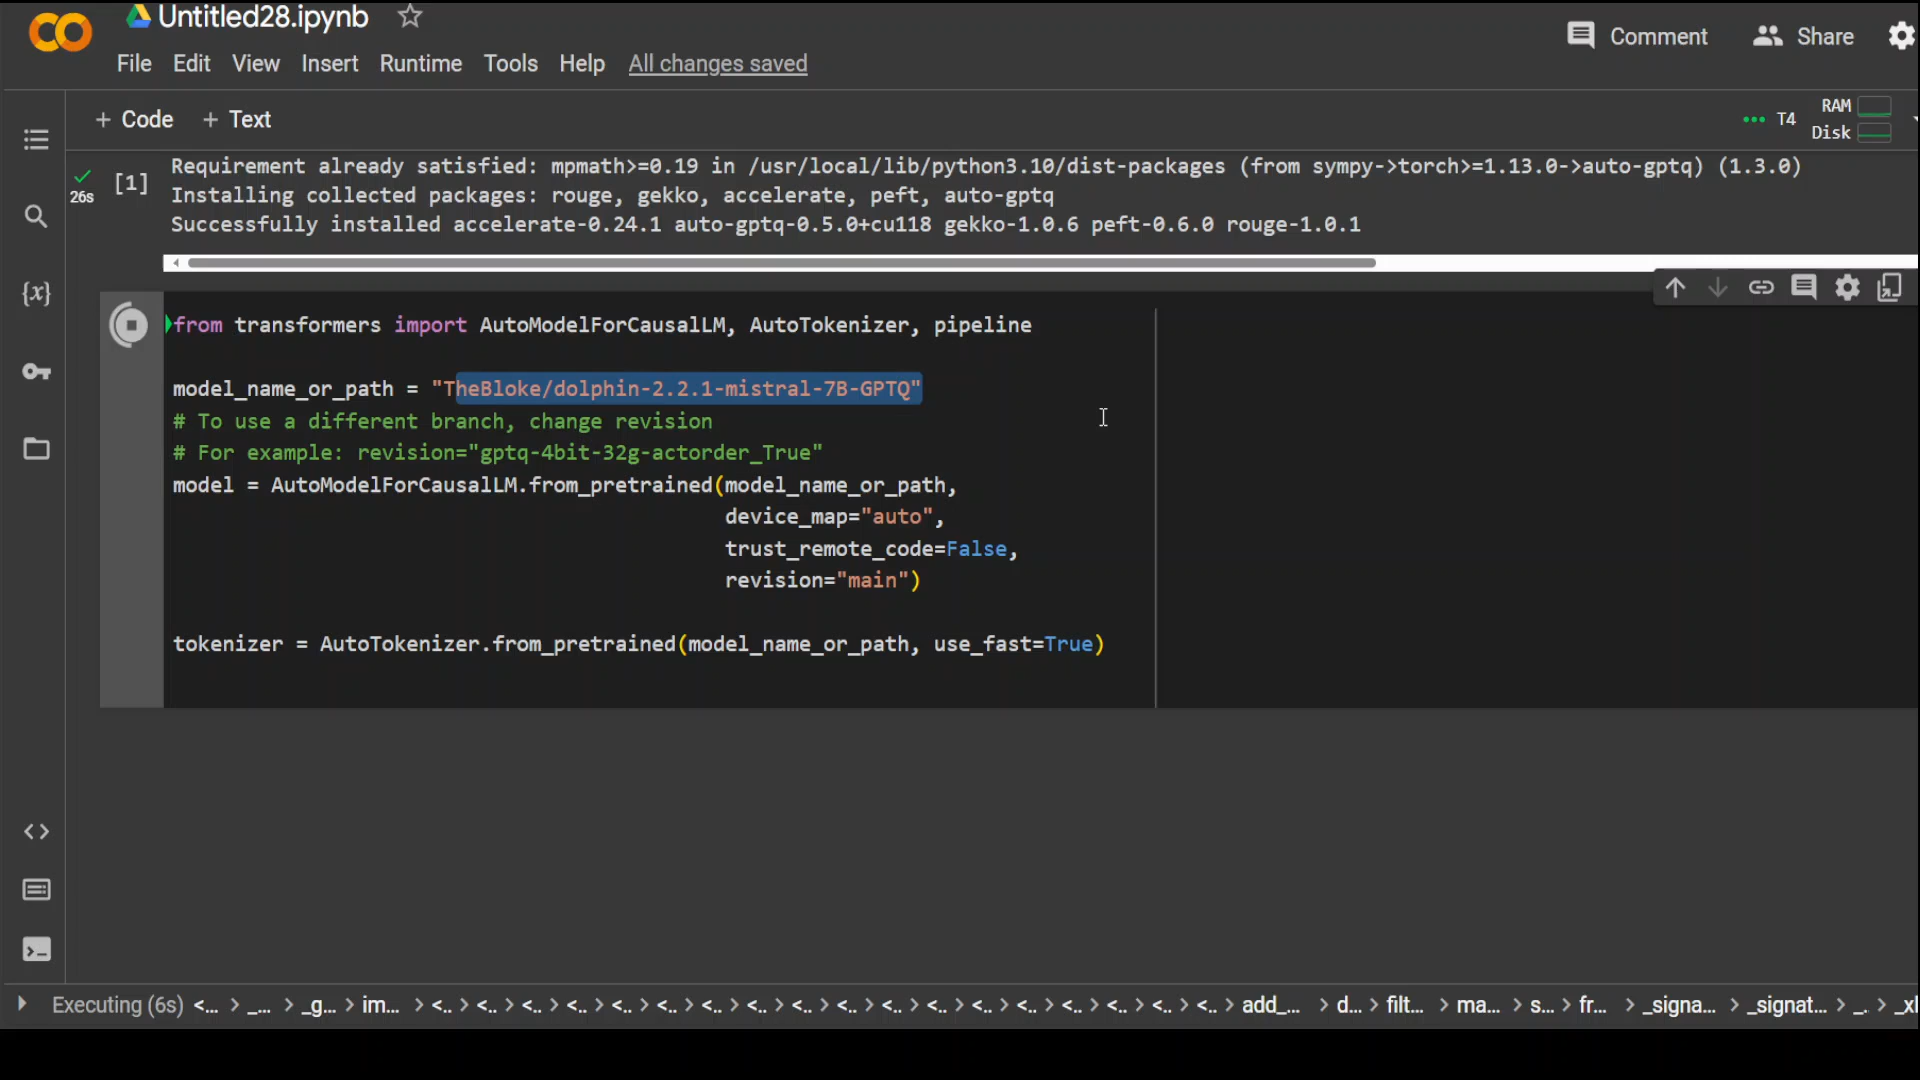 Untitled28.ipynb
Comment
Share
File Edit View Insert Runtime Tools Help All changes saved
+ Code + Text
T4
RAM
Disk
26s
[1]
Requirement already satisfied: mpmath>=0.19 in /usr/local/lib/python3.10/dist-packages (from sympy->torch>=1.13.0->auto-gptq) (1.3.0)
Installing collected packages: rouge, gekko, accelerate, peft, auto-gptq
Successfully installed accelerate-0.24.1 auto-gptq-0.5.0+cu118 gekko-1.0.6 peft-0.6.0 rouge-1.0.1
from transformers import AutoModelForCausalLM, AutoTokenizer, pipeline
model_name_or_path = "TheBloke/dolphin-2.2.1-mistral-7B-GPTQ"
# To use a different branch, change revision
# For example: revision="gptq-4bit-32g-actorder_True"
model = AutoModelForCausalLM.from_pretrained(model_name_or_path,
device_map="auto",
trust_remote_code=False,
revision="main")
tokenizer = AutoTokenizer.from_pretrained(model_name_or_path, use_fast=True)
Executing (6s) <... > _... > _g... > im... > <.. > <.. > <.. > <.. > <.. > <.. > <.. > <.. > <.. > <.. > <.. > <.. > <.. > <.. > <.. > <.. > <.. > <.. > add_... > d... > filt... > ma... > s... > fr... > _signa... > _signat... > _.. > _xl